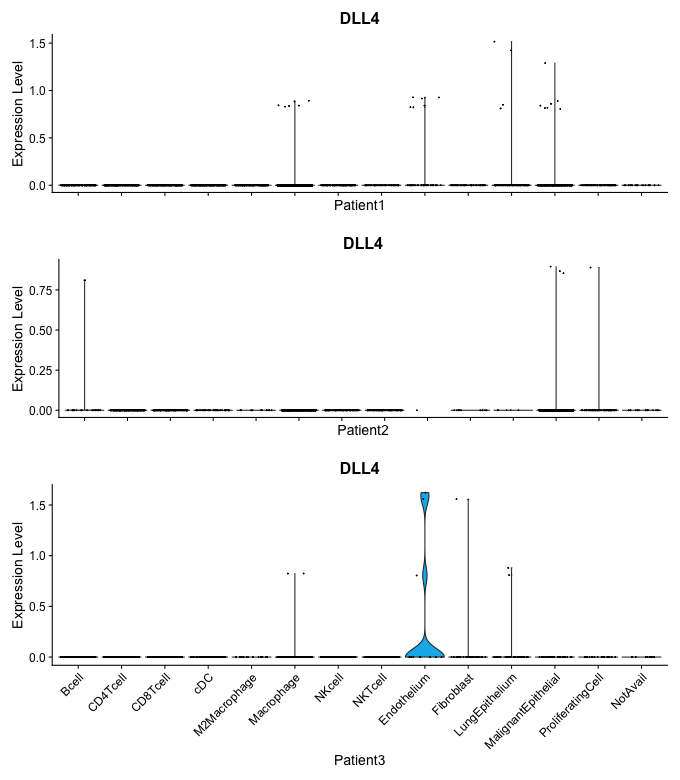 DLL4
Expression Level
1.5
1.0
0.5
0.0
Patient1
DLL4
Expression Level
0.75
0.50
0.25
0.00
Patient2
DLL4
Expression Level
1.5
1.0
0.5
0.0
Bcell
CD4Tcell
CD8Tcell
cDC
M2Macrophage
Macrophage
NKcell
NKTcell
Endothelium
Fibroblast
LungEpithelium
MalignantEpithelial
ProliferatingCell
NotAvail
Patient3